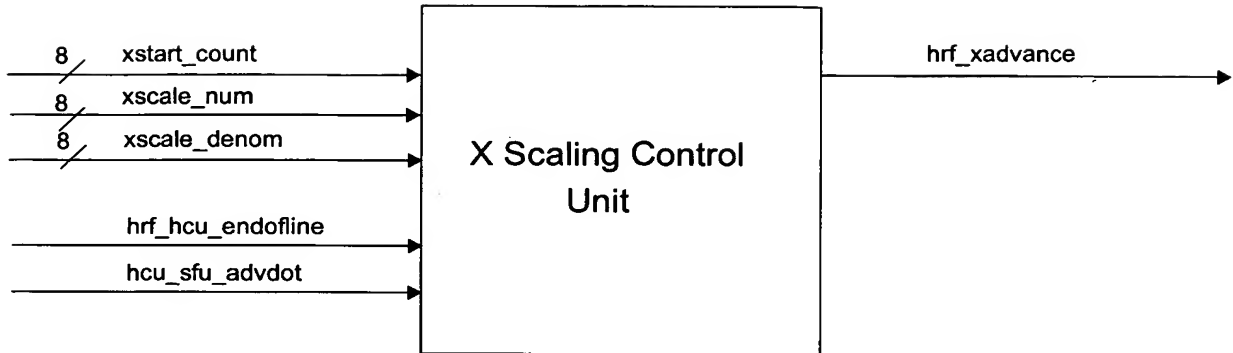 8 xstart_count
8 xscale_num
8 xscale_denom
hrf_hcu_endofline
hcu_sfu_advdot
X Scaling Control
Unit
hrf_xadvance